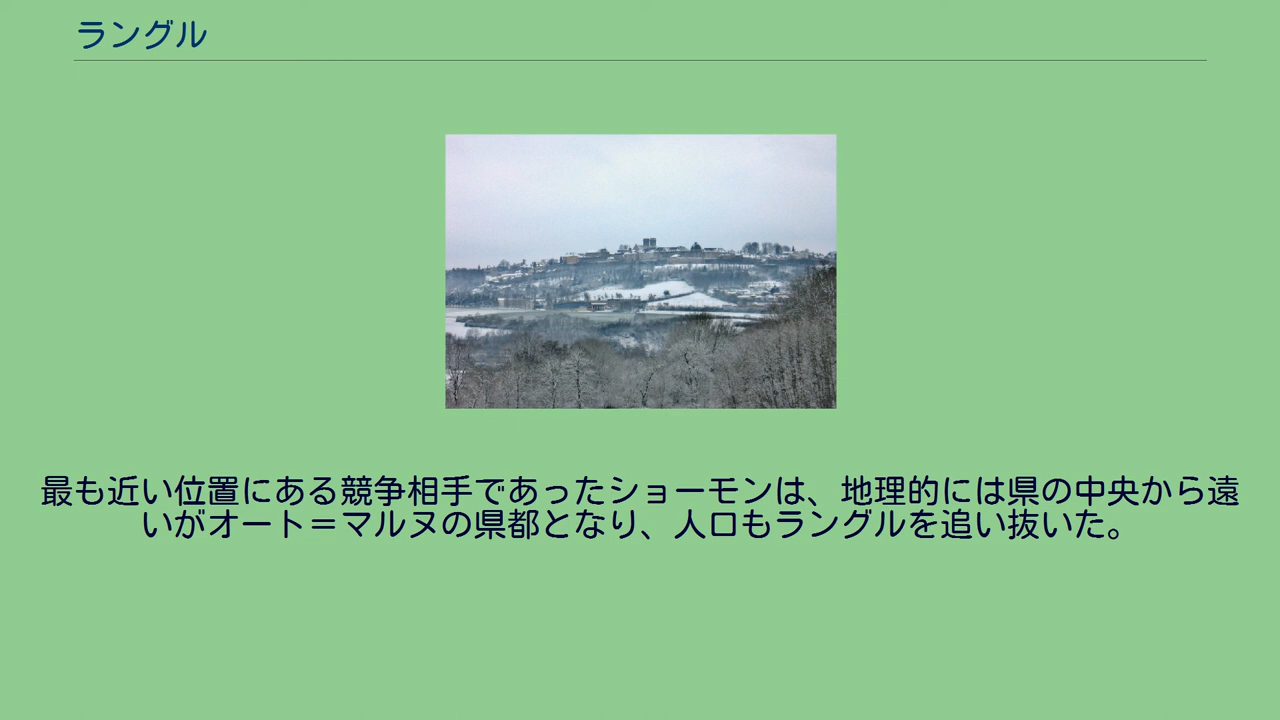 ラングル
最も近い位置にある競争相手であったショーモンは、地理的には県の中央から遠
いがオート＝マルヌの県都となり、人口もラングルを追い抜いた。